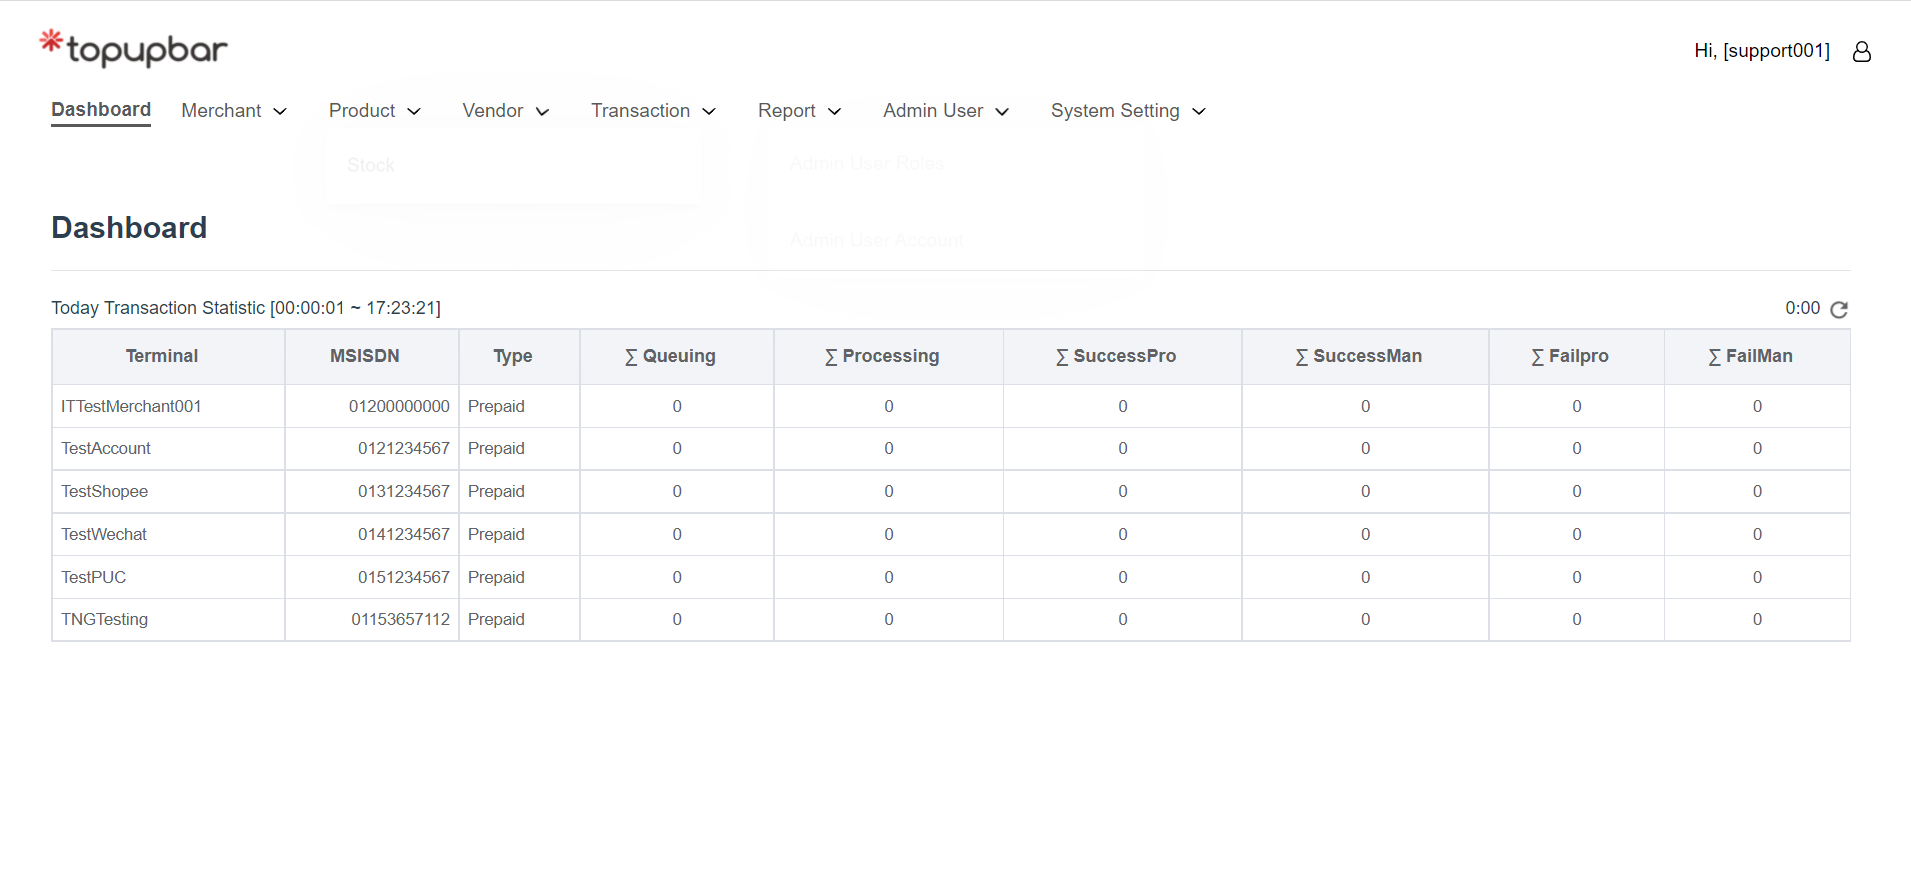 topupbar
Hi, [support001]
Dashboard Merchant Product Vendor Transaction Report Admin User System Setting
Stock
Admin User Roles
Admin User Account
Dashboard
Today Transaction Statistic [00:00:01 ~ 17:23:21] 0:00
Terminal MSISDN Type ∑ Queuing ∑ Processing ∑ SuccessPro ∑ SuccessMan ∑ Failpro ∑ FailMan
ITTestMerchant001 01200000000 Prepaid 0 0 0 0 0 0
TestAccount 0121234567 Prepaid 0 0 0 0 0 0
TestShopee 0131234567 Prepaid 0 0 0 0 0 0
TestWechat 0141234567 Prepaid 0 0 0 0 0 0
TestPUC 0151234567 Prepaid 0 0 0 0 0 0
TNGTesting 01153657112 Prepaid 0 0 0 0 0 0